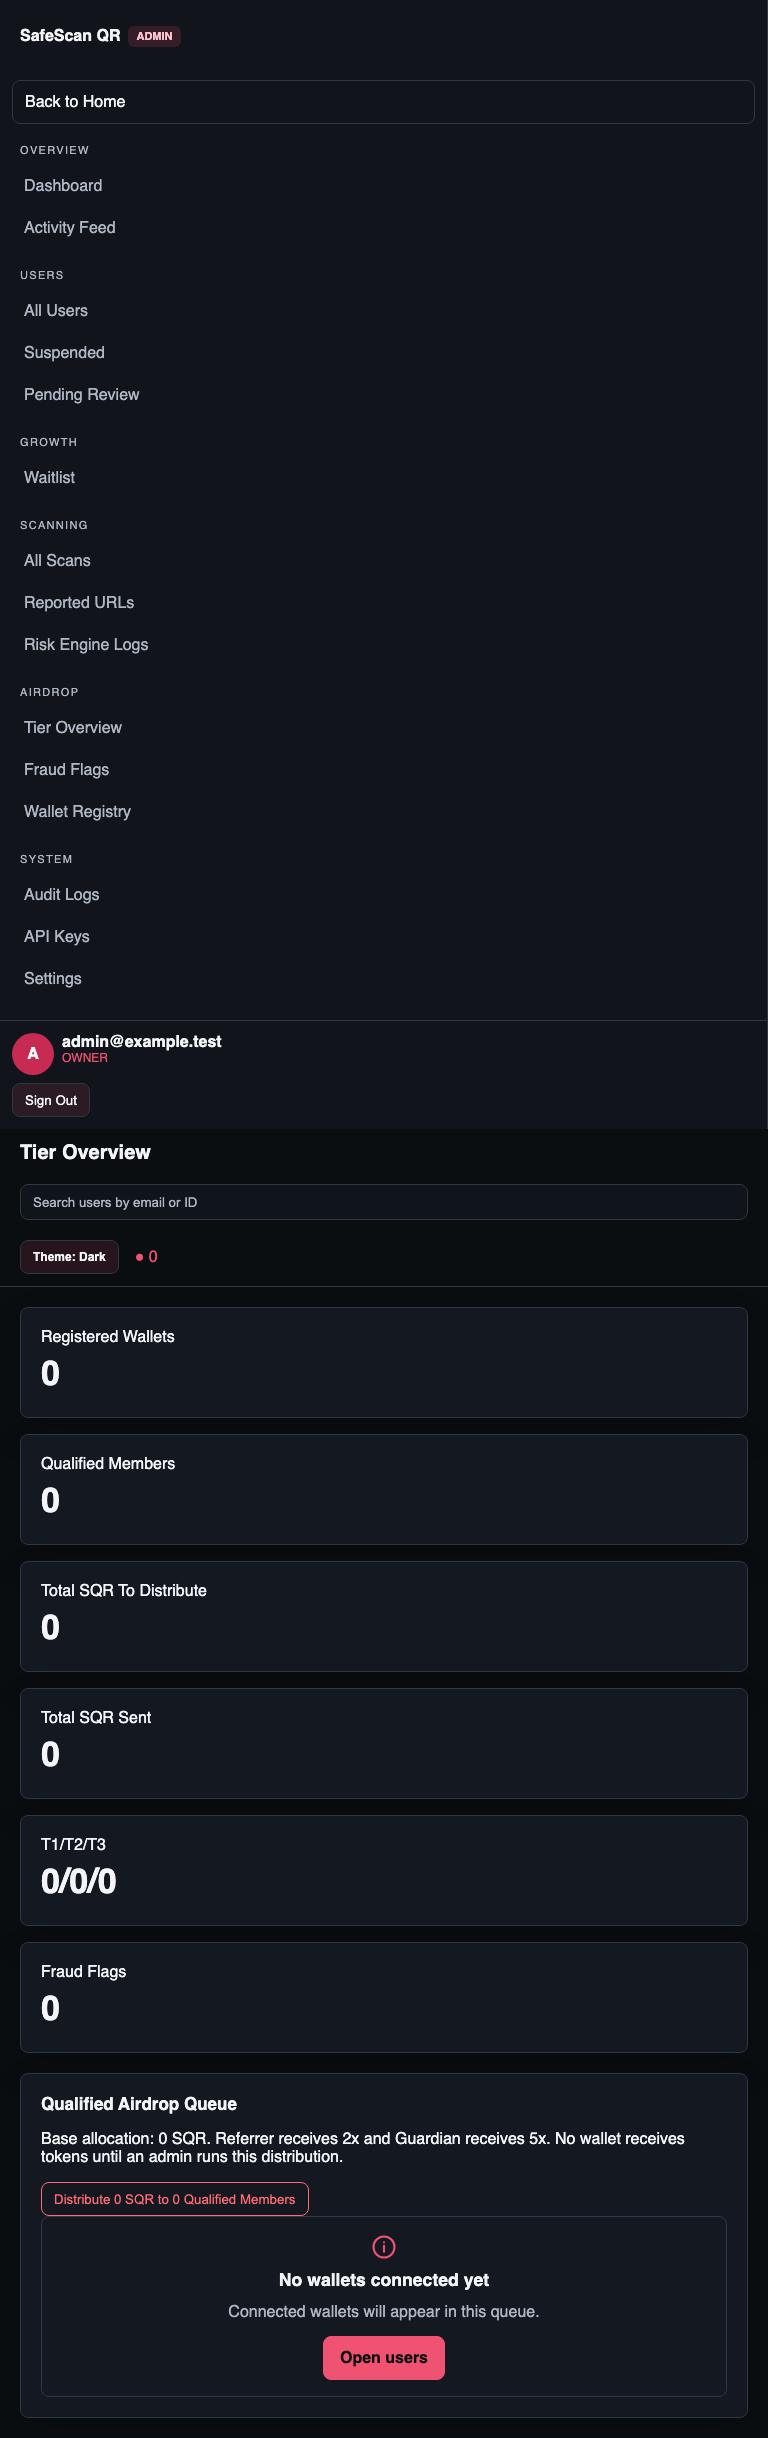 SafeScan QR ADMIN
Back to Home
OVERVIEW
Dashboard
Activity Feed
USERS
All Users
Suspended
Pending Review
GROWTH
Waitlist
SCANNING
All Scans
Reported URLs
Risk Engine Logs
AIRDROP
Tier Overview
Fraud Flags
Wallet Registry
SYSTEM
Audit Logs
API Keys
Settings
A
admin@example.test
OWNER
Sign Out
Tier Overview
Search users by email or ID
Theme: Dark
● 0
Registered Wallets
0
Qualified Members
0
Total SQR To Distribute
0
Total SQR Sent
0
T1/T2/T3
0/0/0
Fraud Flags
0
Qualified Airdrop Queue
Base allocation: 0 SQR. Referrer receives 2x and Guardian receives 5x. No wallet receives
tokens until an admin runs this distribution.
Distribute 0 SQR to 0 Qualified Members
No wallets connected yet
Connected wallets will appear in this queue.
Open users